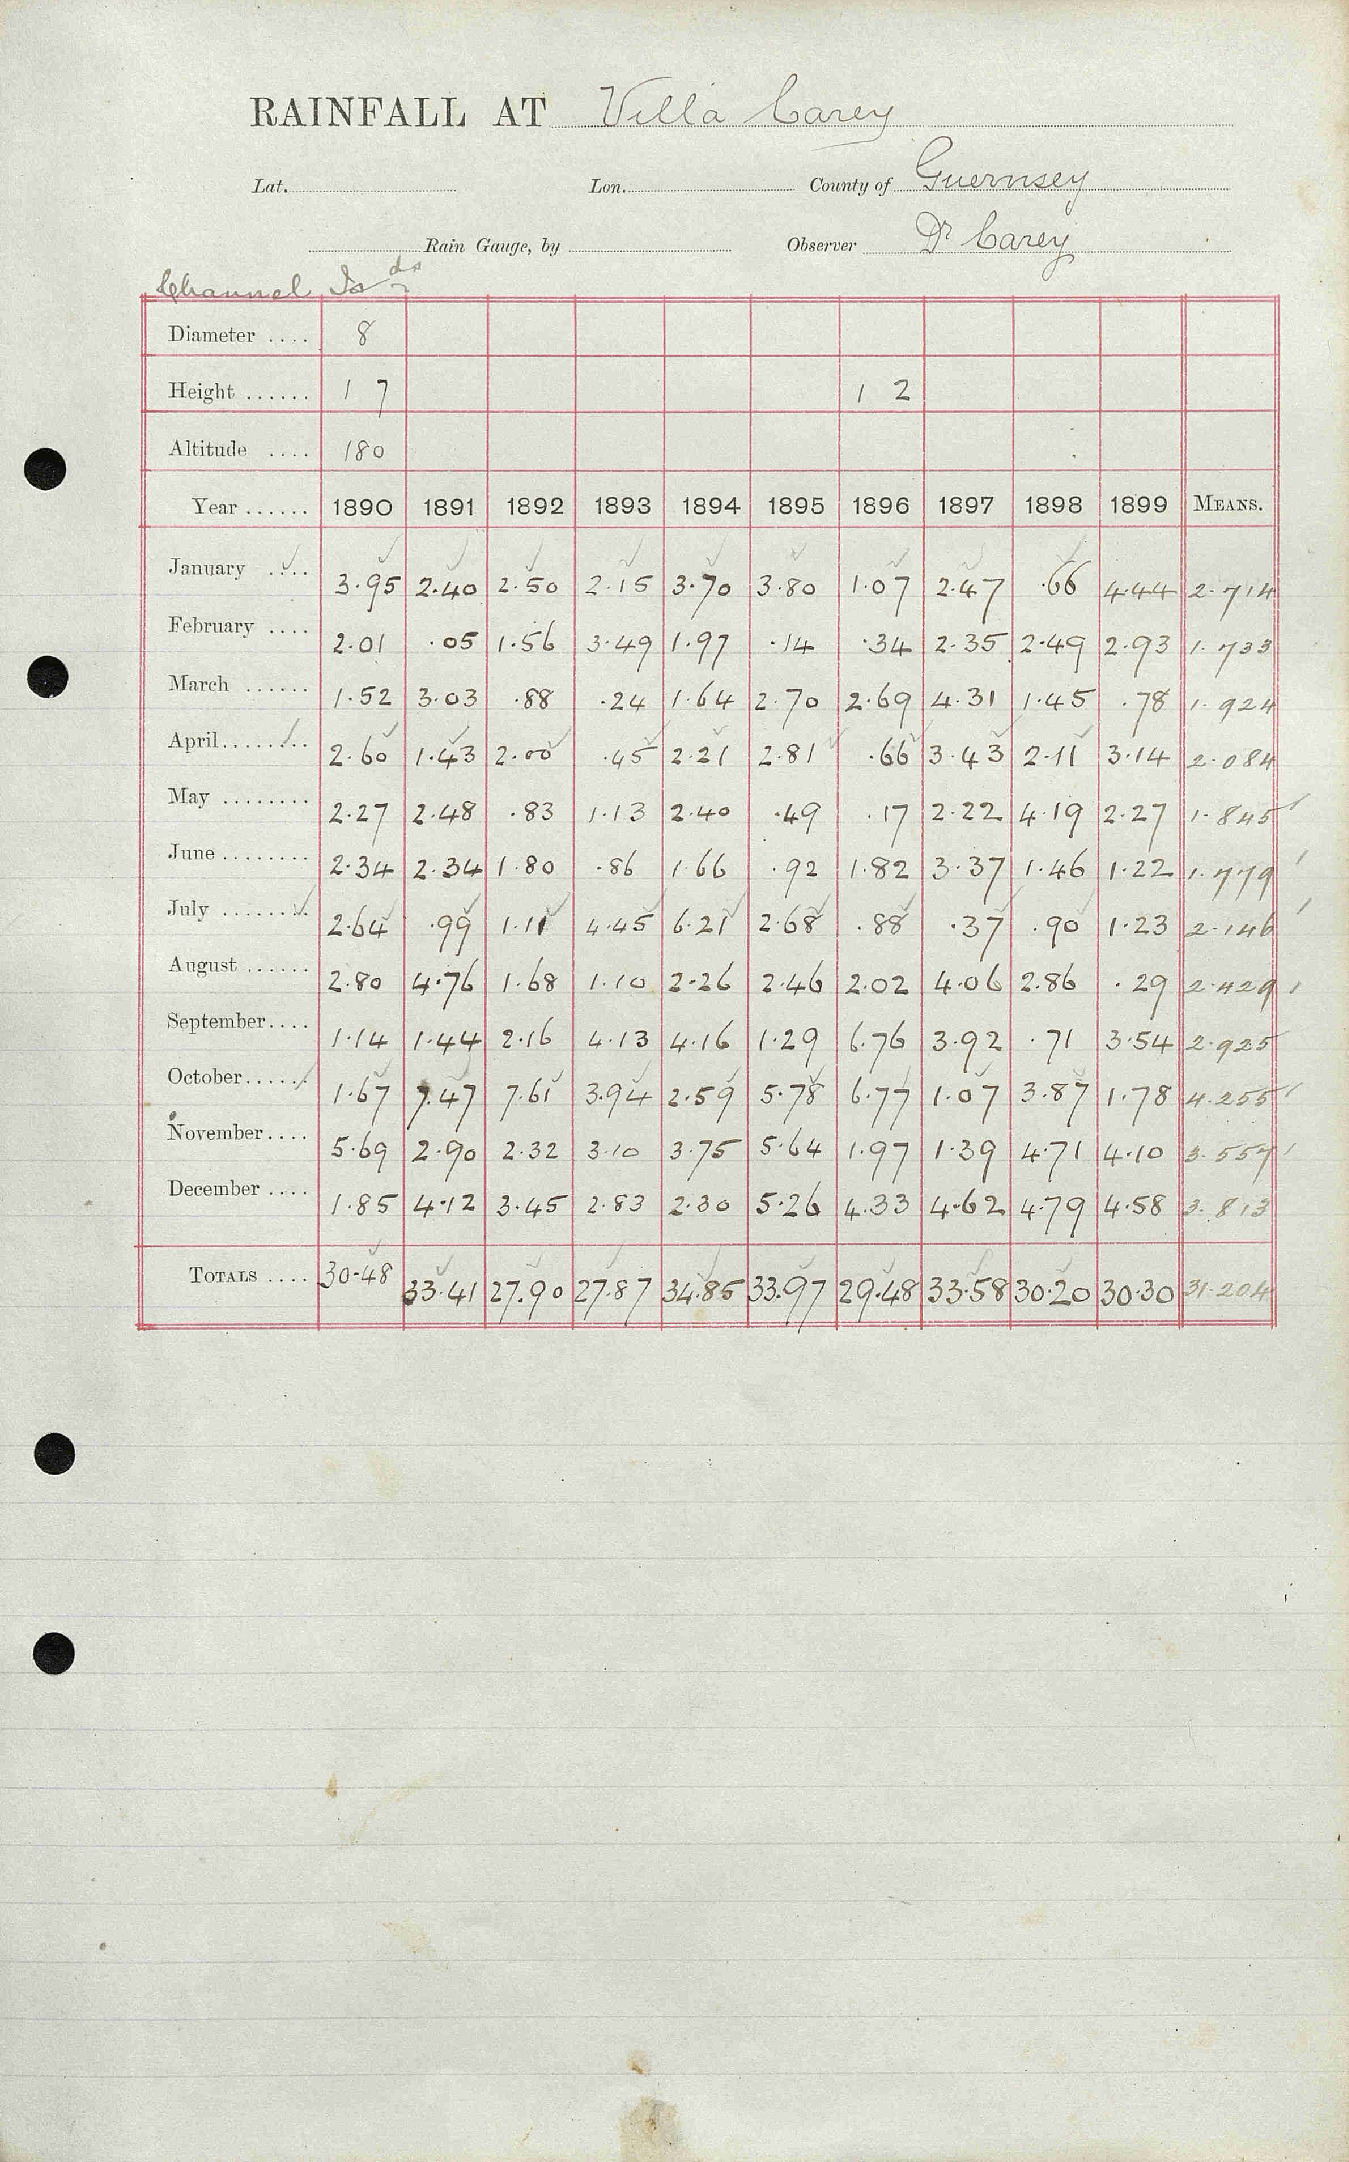 RAINFALL AT Villa Carey
Lat. Lon. County of Guernsey
Rain Gauge, by Observer Dr Carey
Channel Isds
Diameter .... 8
Height ...... 1 7 1 2
Altitude .... 180
Year ...... 1890 1891 1892 1893 1894 1895 1896 1897 1898 1899 MEANS.
January .... 3.95 2.40 2.50 2.15 3.70 3.80 1.07 2.47 .66 4.44 2.714
February .... 2.01 .05 1.56 3.49 1.97 .14 .34 2.35 2.49 2.93 1.733
March ...... 1.52 3.03 .88 .24 1.64 2.70 2.69 4.31 1.45 .78 1.924
April........ 2.60 1.43 2.00 .45 2.21 2.81 .66 3.43 2.11 3.14 2.084
May ........ 2.27 2.48 .83 1.13 2.40 .49 .17 2.22 4.19 2.27 1.845
June........ 2.34 2.34 1.80 .86 1.66 .92 1.82 3.37 1.46 1.22 1.779
July ........ 2.64 .99 1.11 4.45 6.21 2.68 .88 .37 .90 1.23 2.146
August ...... 2.80 4.76 1.68 1.10 2.26 2.46 2.02 4.06 2.86 .29 2.429
September.... 1.14 1.44 2.16 4.13 4.16 1.29 6.76 3.92 .71 3.54 2.925
October...... 1.67 7.47 7.61 3.94 2.59 5.78 6.77 1.07 3.87 1.78 4.255
November.... 5.69 2.90 2.32 3.10 3.75 5.64 1.97 1.39 4.71 4.10 3.557
December .... 1.85 4.12 3.45 2.83 2.30 5.26 4.33 4.62 4.79 4.58 3.813
TOTALS .... 30.48 33.41 27.90 27.87 34.85 33.97 29.48 33.58 30.20 30.30 31.204